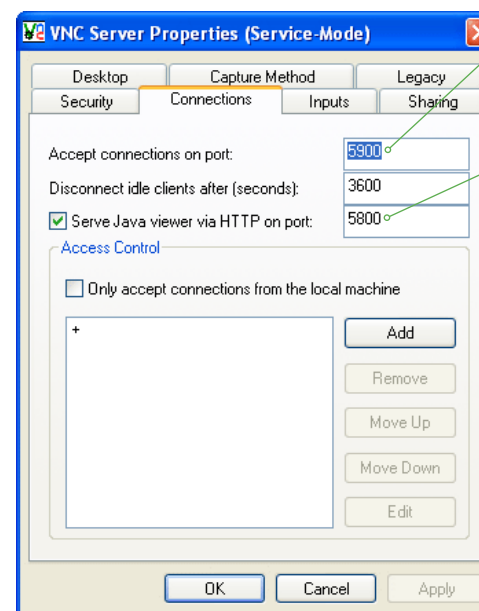 VNC Server Properties (Service-Mode)
Desktop Capture Method Legacy
Security Connections Inputs Sharing
Accept connections on port: 5900
Disconnect idle clients after (seconds): 3600
Serve Java viewer via HTTP on port: 5800
Access Control
Only accept connections from the local machine
+
Add
Remove
Move Up
Move Down
Edit
OK Cancel Apply